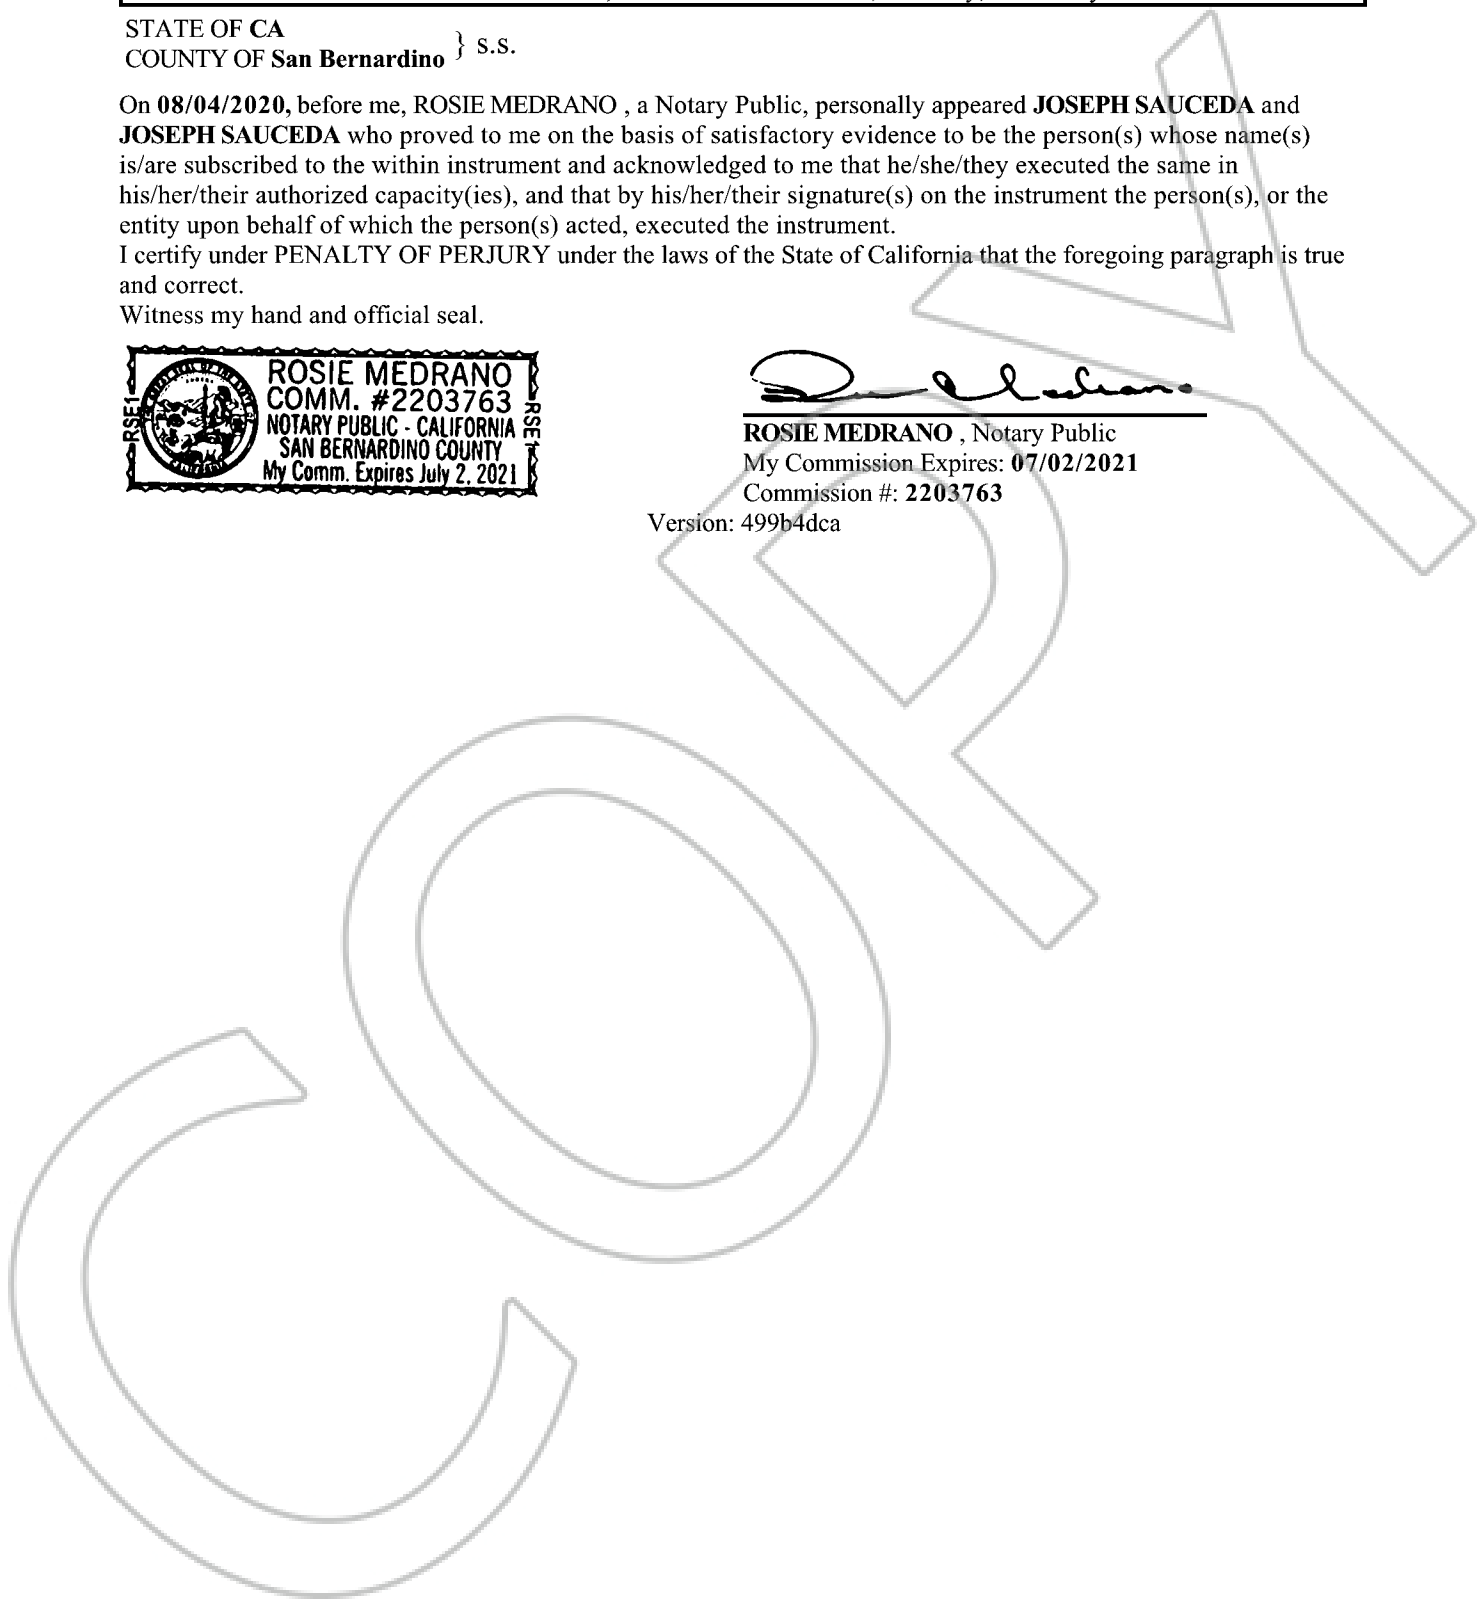 STATE OF CA
COUNTY OF San Bernardino } s.s.
On 08/04/2020, before me, ROSIE MEDRANO , a Notary Public, personally appeared JOSEPH SAUCEDA and
JOSEPH SAUCEDA who proved to me on the basis of satisfactory evidence to be the person(s) whose name(s)
is/are subscribed to the within instrument and acknowledged to me that he/she/they executed the same in
his/her/their authorized capacity(ies), and that by his/her/their signature(s) on the instrument the person(s), or the
entity upon behalf of which the person(s) acted, executed the instrument.
I certify under PENALTY OF PERJURY under the laws of the State of California that the foregoing paragraph is true
and correct.
Witness my hand and official seal.
RSE1
ROSIE MEDRANO
COMM. #2203763
NOTARY PUBLIC - CALIFORNIA
SAN BERNARDINO COUNTY
My Comm. Expires July 2, 2021
RSE1
ROSIE MEDRANO , Notary Public
My Commission Expires: 07/02/2021
Commission #: 2203763
Version: 499b4dca
COPY